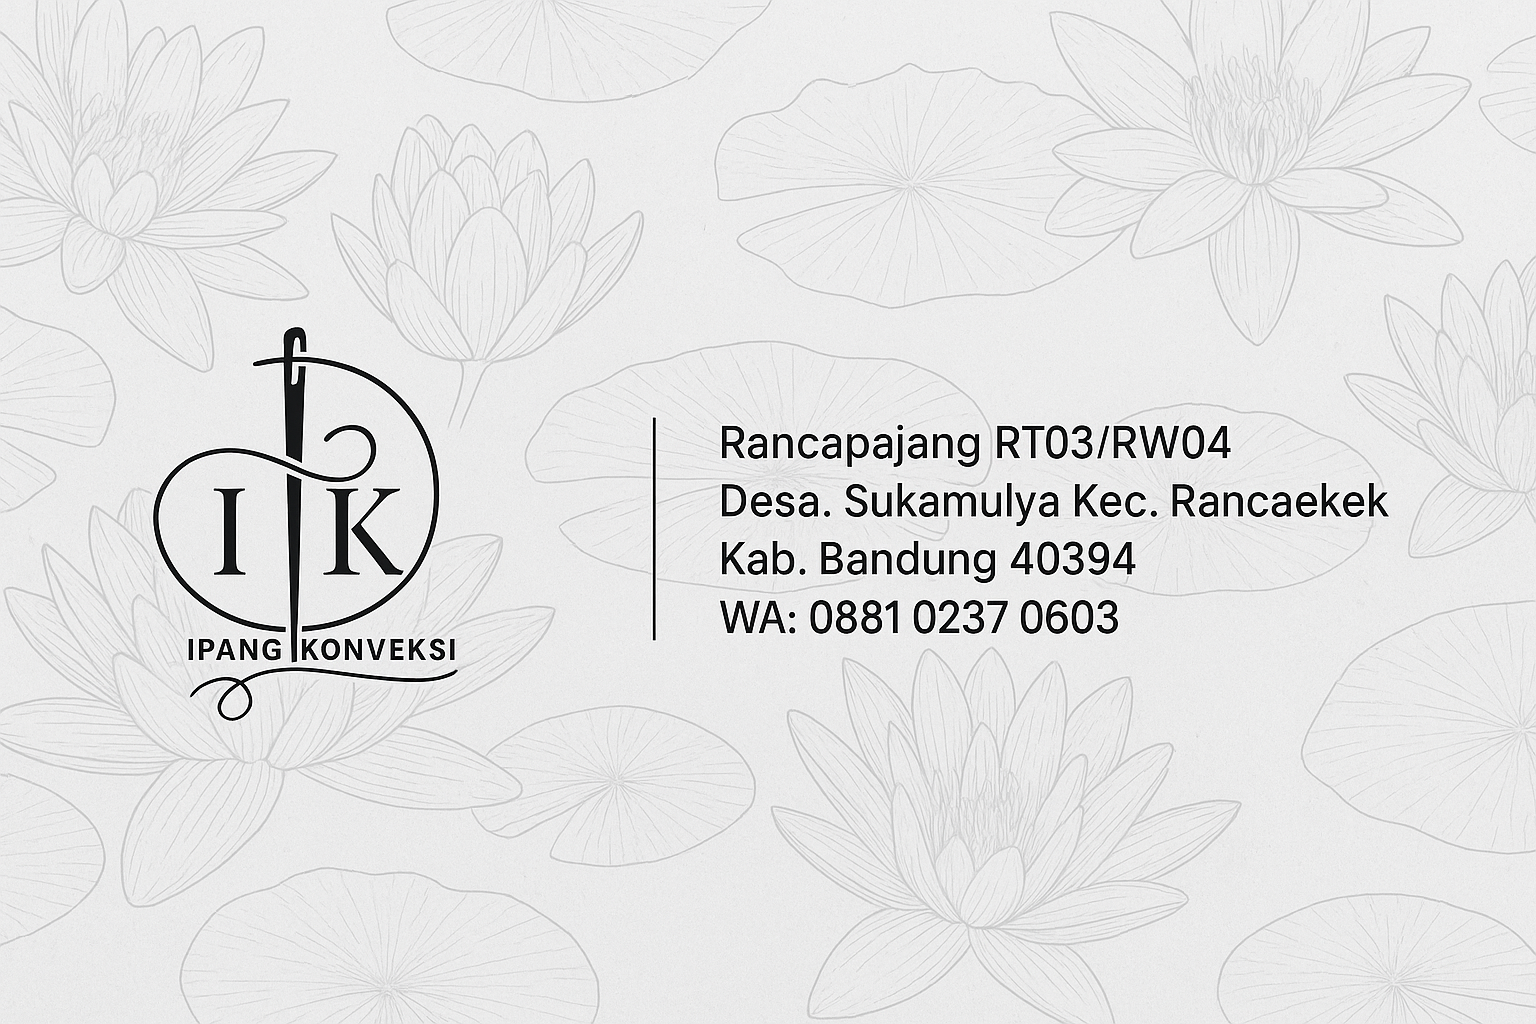 I K
IPANG KONVEKSI
Rancapajang RT03/RW04
Desa. Sukamulya Kec. Rancaekek
Kab. Bandung 40394
WA: 0881 0237 0603